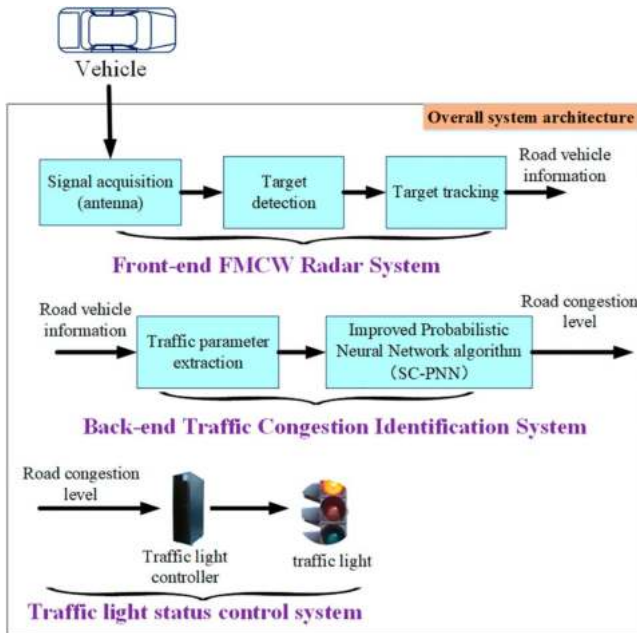 Vehicle
Overall system architecture
Signal acquisition
(antenna)
Target
detection
Target tracking
Road vehicle
information
Front-end FMCW Radar System
Road vehicle
information
Traffic parameter
extraction
Improved Probabilistic
Neural Network algorithm
（SC-PNN）
Road congestion
level
Back-end Traffic Congestion Identification System
Road congestion
level
Traffic light
controller
traffic light
Traffic light status control system